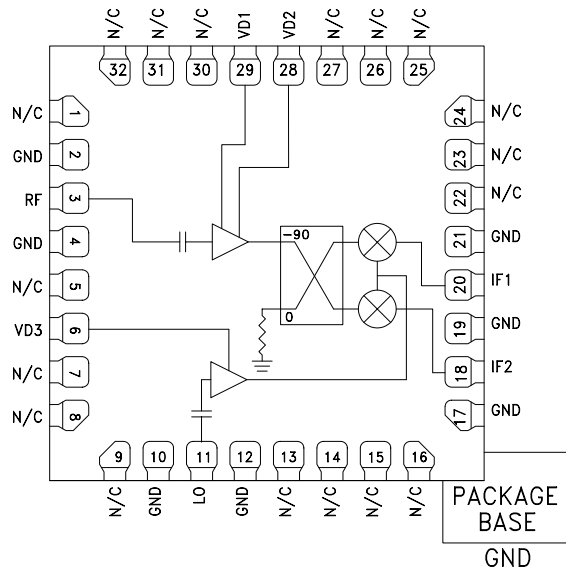 N/C N/C N/C VD1 VD2 N/C N/C N/C
32 31 30 29 28 27 26 25
N/C 1
GND 2
RF 3
GND 4
N/C 5
VD3 6
N/C 7
N/C 8
24 N/C
23 N/C
22 N/C
21 GND
20 IF1
19 GND
18 IF2
17 GND
-90
0
9 10 11 12 13 14 15 16
N/C GND LO GND N/C N/C N/C N/C
PACKAGE
BASE
GND